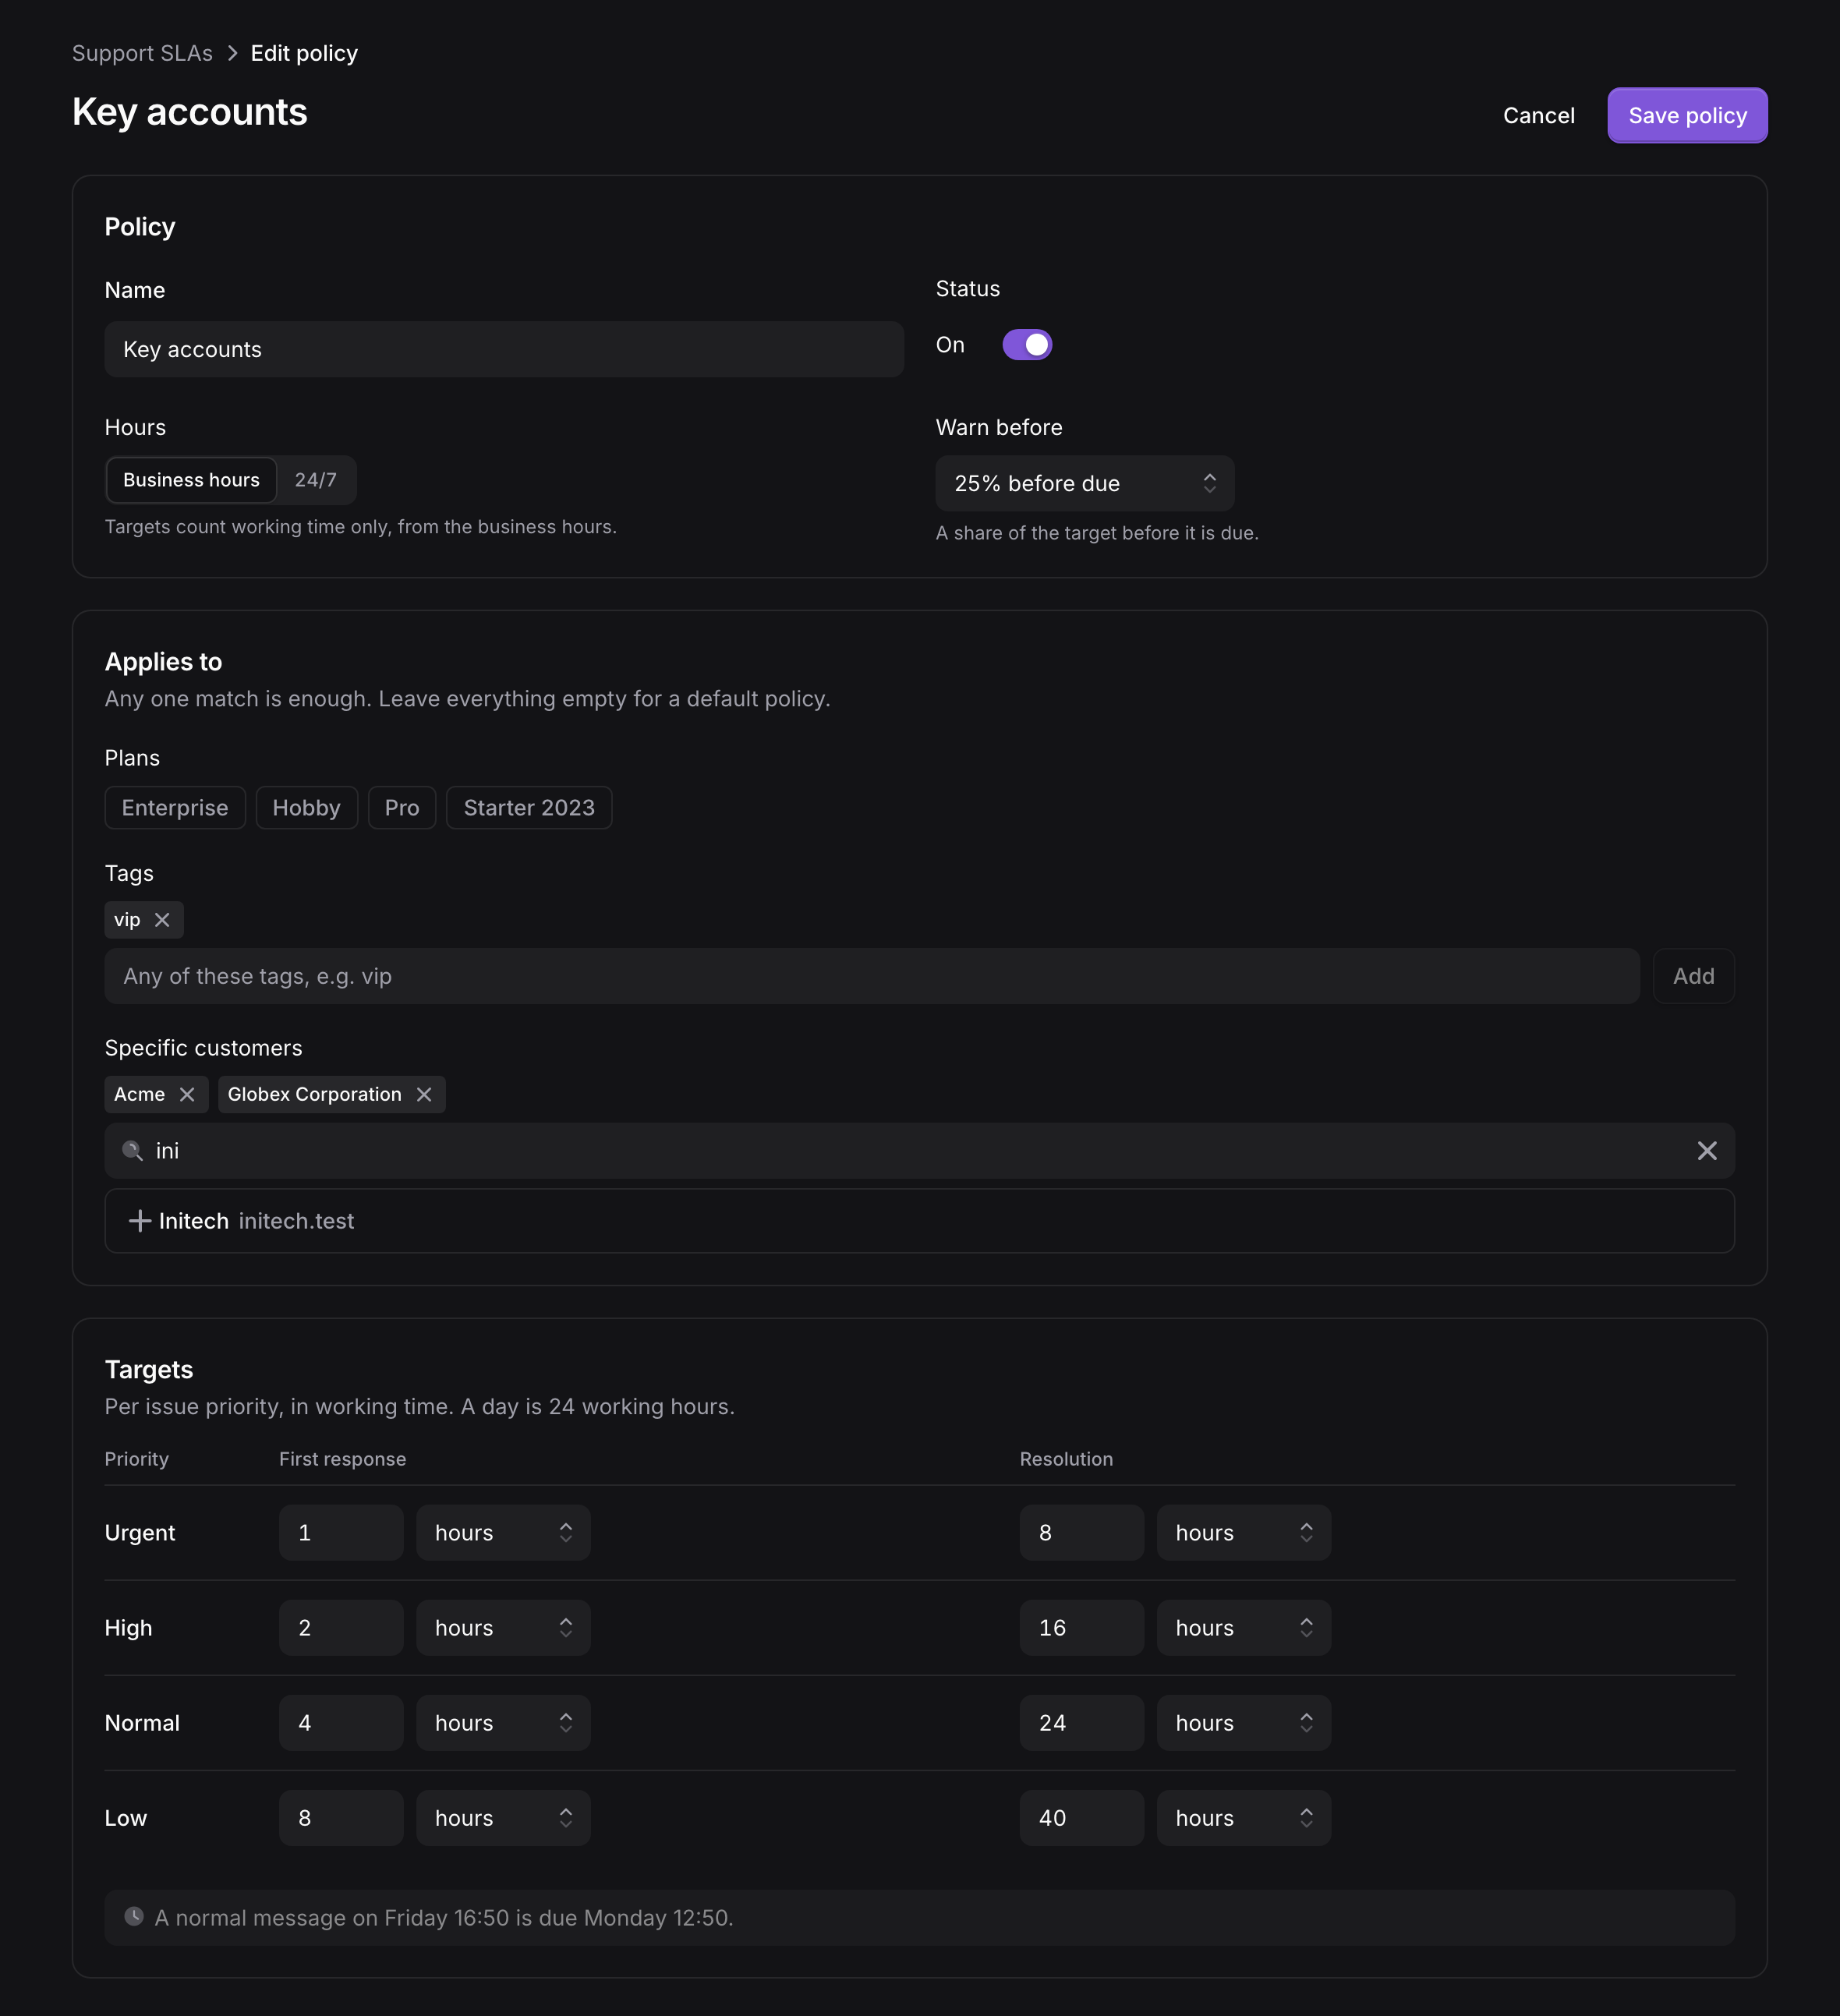 Support SLAs > Edit policy
Key accounts
Cancel
Save policy
Policy
Name
Key accounts
Status
On
Hours
Business hours 24/7
Targets count working time only, from the business hours.
Warn before
25% before due
A share of the target before it is due.
Applies to
Any one match is enough. Leave everything empty for a default policy.
Plans
Enterprise Hobby Pro Starter 2023
Tags
vip
Any of these tags, e.g. vip
Add
Specific customers
Acme Globex Corporation
ini
Initech initech.test
Targets
Per issue priority, in working time. A day is 24 working hours.
Priority First response Resolution
Urgent 1 hours 8 hours
High 2 hours 16 hours
Normal 4 hours 24 hours
Low 8 hours 40 hours
A normal message on Friday 16:50 is due Monday 12:50.